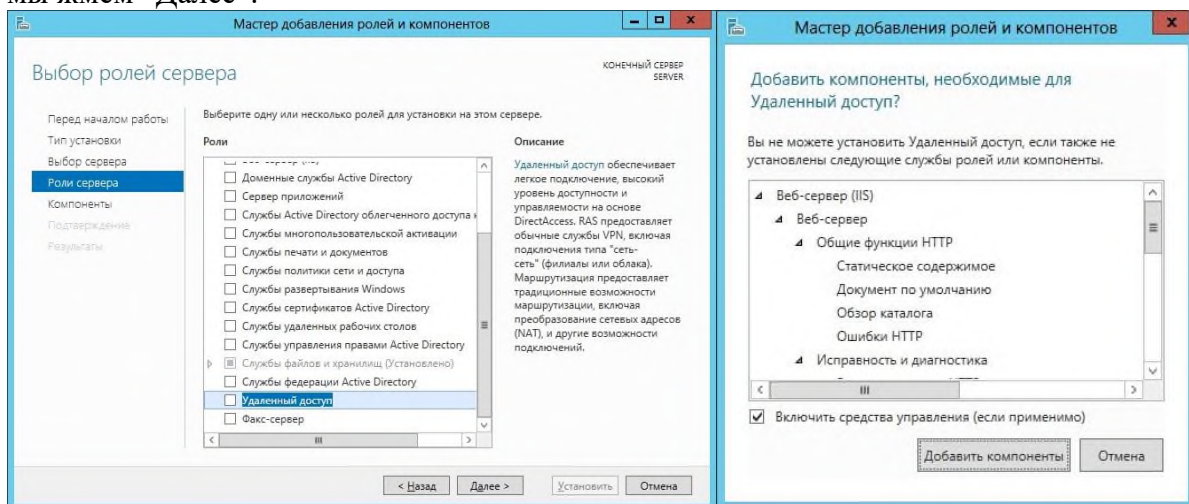 мы жмем "Далее".
Мастер добавления ролей и компонентов
Выбор ролей сервера
КОНЕЧНЫЙ СЕРВЕР
SERVER
Перед началом работы
Тип установки
Выбор сервера
Роли сервера
Компоненты
Подтверждение
Результаты
Выберите одну или несколько ролей для установки на этом сервере.
Роли
Доменные службы Active Directory
Сервер приложений
Службы Active Directory облегченного доступа к
Службы многопользовательской активации
Службы печати и документов
Службы политики сети и доступа
Службы развертывания Windows
Службы сертификатов Active Directory
Службы удаленных рабочих столов
Службы управления правами Active Directory
Службы файлов и хранилищ (Установлено)
Службы федерации Active Directory
Удаленный доступ
Факс-сервер
Описание
Удаленный доступ обеспечивает
легкое подключение, высокий
уровень доступности и
управляемости на основе
DirectAccess. RAS предоставляет
обычные службы VPN, включая
подключения типа "сеть-
сеть" (филиалы или облака).
Маршрутизация предоставляет
традиционные возможности
маршрутизации, включая
преобразование сетевых адресов
(NAT), и другие возможности
подключений.
< Назад
Далее >
Установить
Отмена
Мастер добавления ролей и компонентов
Добавить компоненты, необходимые для
Удаленный доступ?
Вы не можете установить Удаленный доступ, если также не
установлены следующие службы ролей или компоненты.
Веб-сервер (IIS)
Веб-сервер
Общие функции HTTP
Статическое содержимое
Документ по умолчанию
Обзор каталога
Ошибки HTTP
Исправность и диагностика
Включить средства управления (если применимо)
Добавить компоненты
Отмена